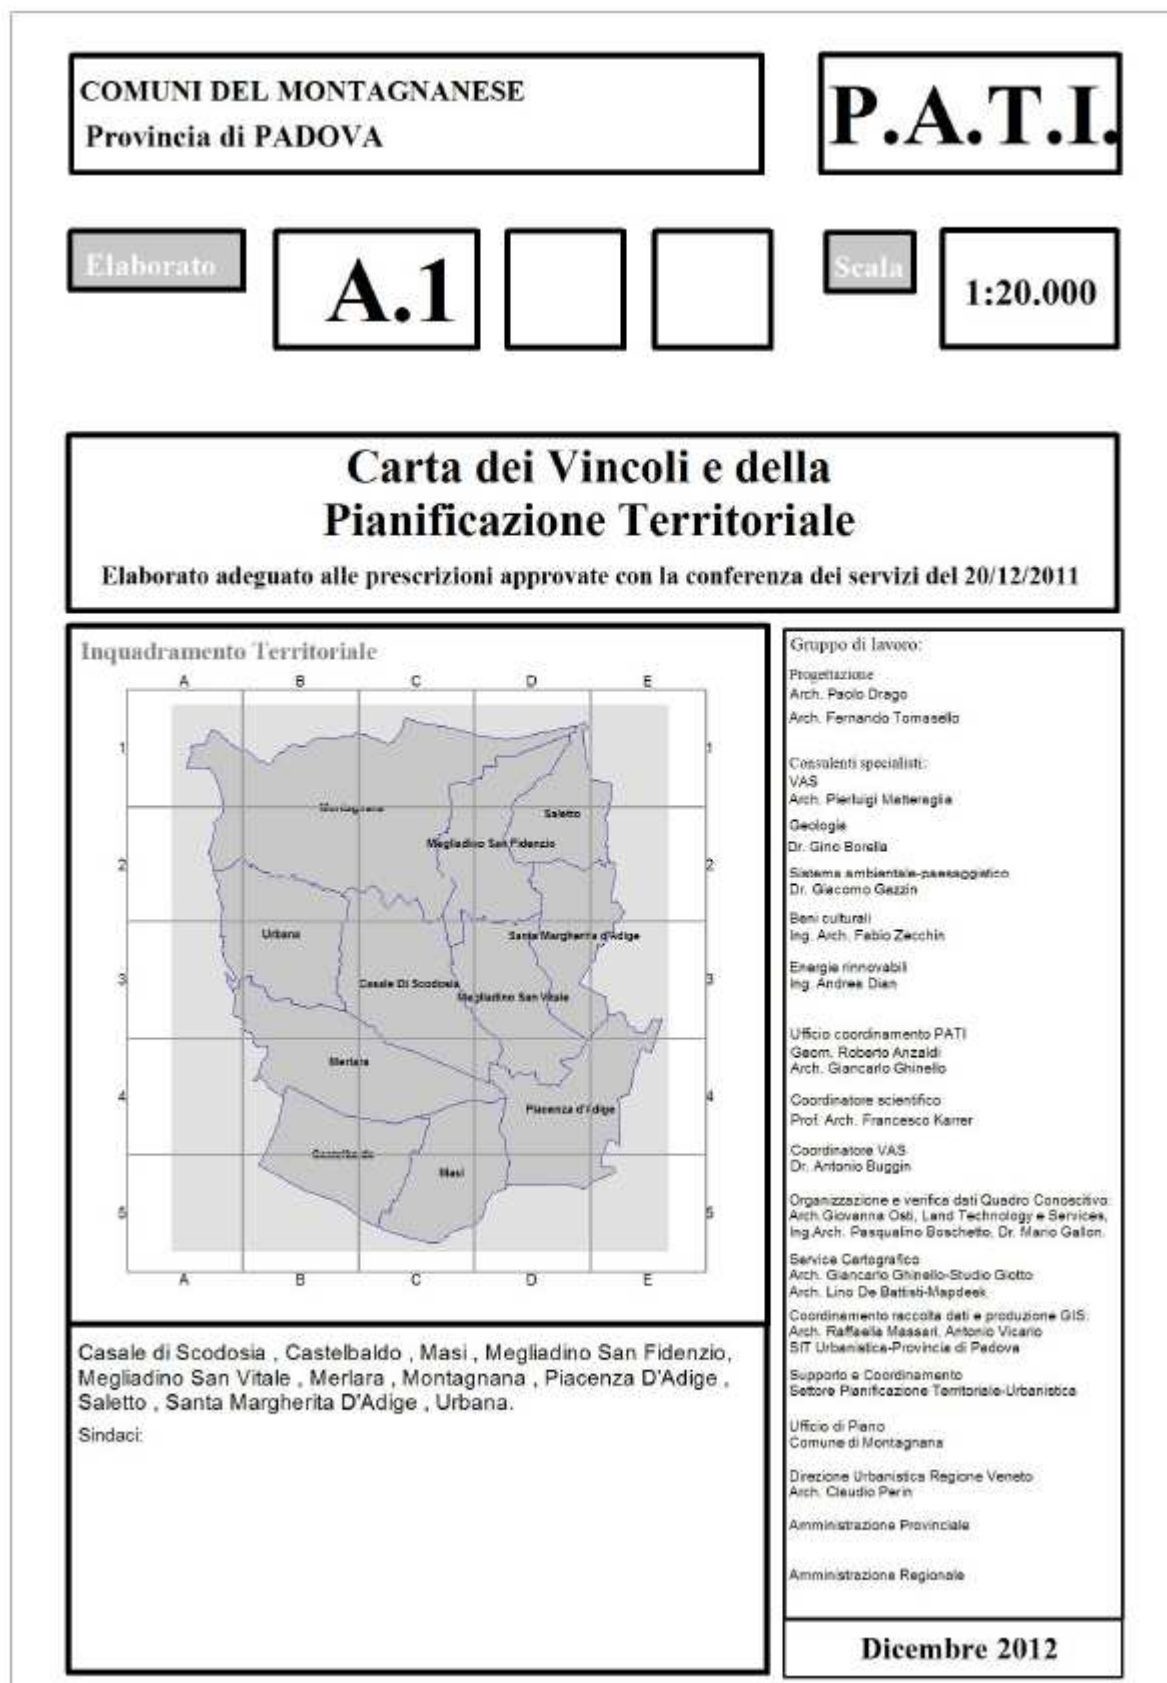 COMUNI DEL MONTAGNANESE
Provincia di PADOVA
P.A.T.I.
Elaborato
A.1
Scala
1:20.000
Carta dei Vincoli e della
Pianificazione Territoriale
Elaborato adeguato alle prescrizioni approvate con la conferenza dei servizi del 20/12/2011
Inquadramento Territoriale
A B C D E
1 1
Montagnana
Saletto
Megliadino San Fidenzio
2 2
Urbana
Santa Margherita d'Adige
3 3
Casale Di Scodosia
Megliadino San Vitale
Merlara
4 4
Piacenza d'Adige
Castelbaldo
Masi
5 5
A B C D E
Casale di Scodosia , Castelbaldo , Masi , Megliadino San Fidenzio,
Megliadino San Vitale , Merlara , Montagnana , Piacenza D'Adige ,
Saletto , Santa Margherita D'Adige , Urbana.
Sindaci:
Gruppo di lavoro:
Progettazione
Arch. Paolo Drago
Arch. Fernando Tomasello
Consulenti specialisti:
VAS
Arch. Pierluigi Matteraglia
Geologia
Dr. Gino Borella
Sistema ambientale-paesaggistico
Dr. Giacomo Gazzin
Beni culturali
Ing. Arch. Fabio Zecchin
Energie rinnovabili
Ing. Andrea Dian
Ufficio coordinamento PATI
Geom. Roberto Anzaldi
Arch. Giancarlo Ghinello
Coordinatore scientifico
Prof. Arch. Francesco Karrer
Coordinatore VAS
Dr. Antonio Buggin
Organizzazione e verifica dati Quadro Conoscitivo:
Arch.Giovanna Osti, Land Technology e Services,
Ing.Arch. Pasqualino Boschetto, Dr. Mario Gallon.
Service Cartografico
Arch. Giancarlo Ghinello-Studio Giotto
Arch. Lino De Battisti-Mapdesk
Coordinamento raccolta dati e produzione GIS:
Arch. Raffaella Massari, Antonio Vicario
SIT Urbanistica-Provincia di Padova
Supporto e Coordinamento
Settore Pianificazione Territoriale-Urbanistica
Ufficio di Piano
Comune di Montagnana
Direzione Urbanistica Regione Veneto
Arch. Claudio Perin
Amministrazione Provinciale
Amministrazione Regionale
Dicembre 2012